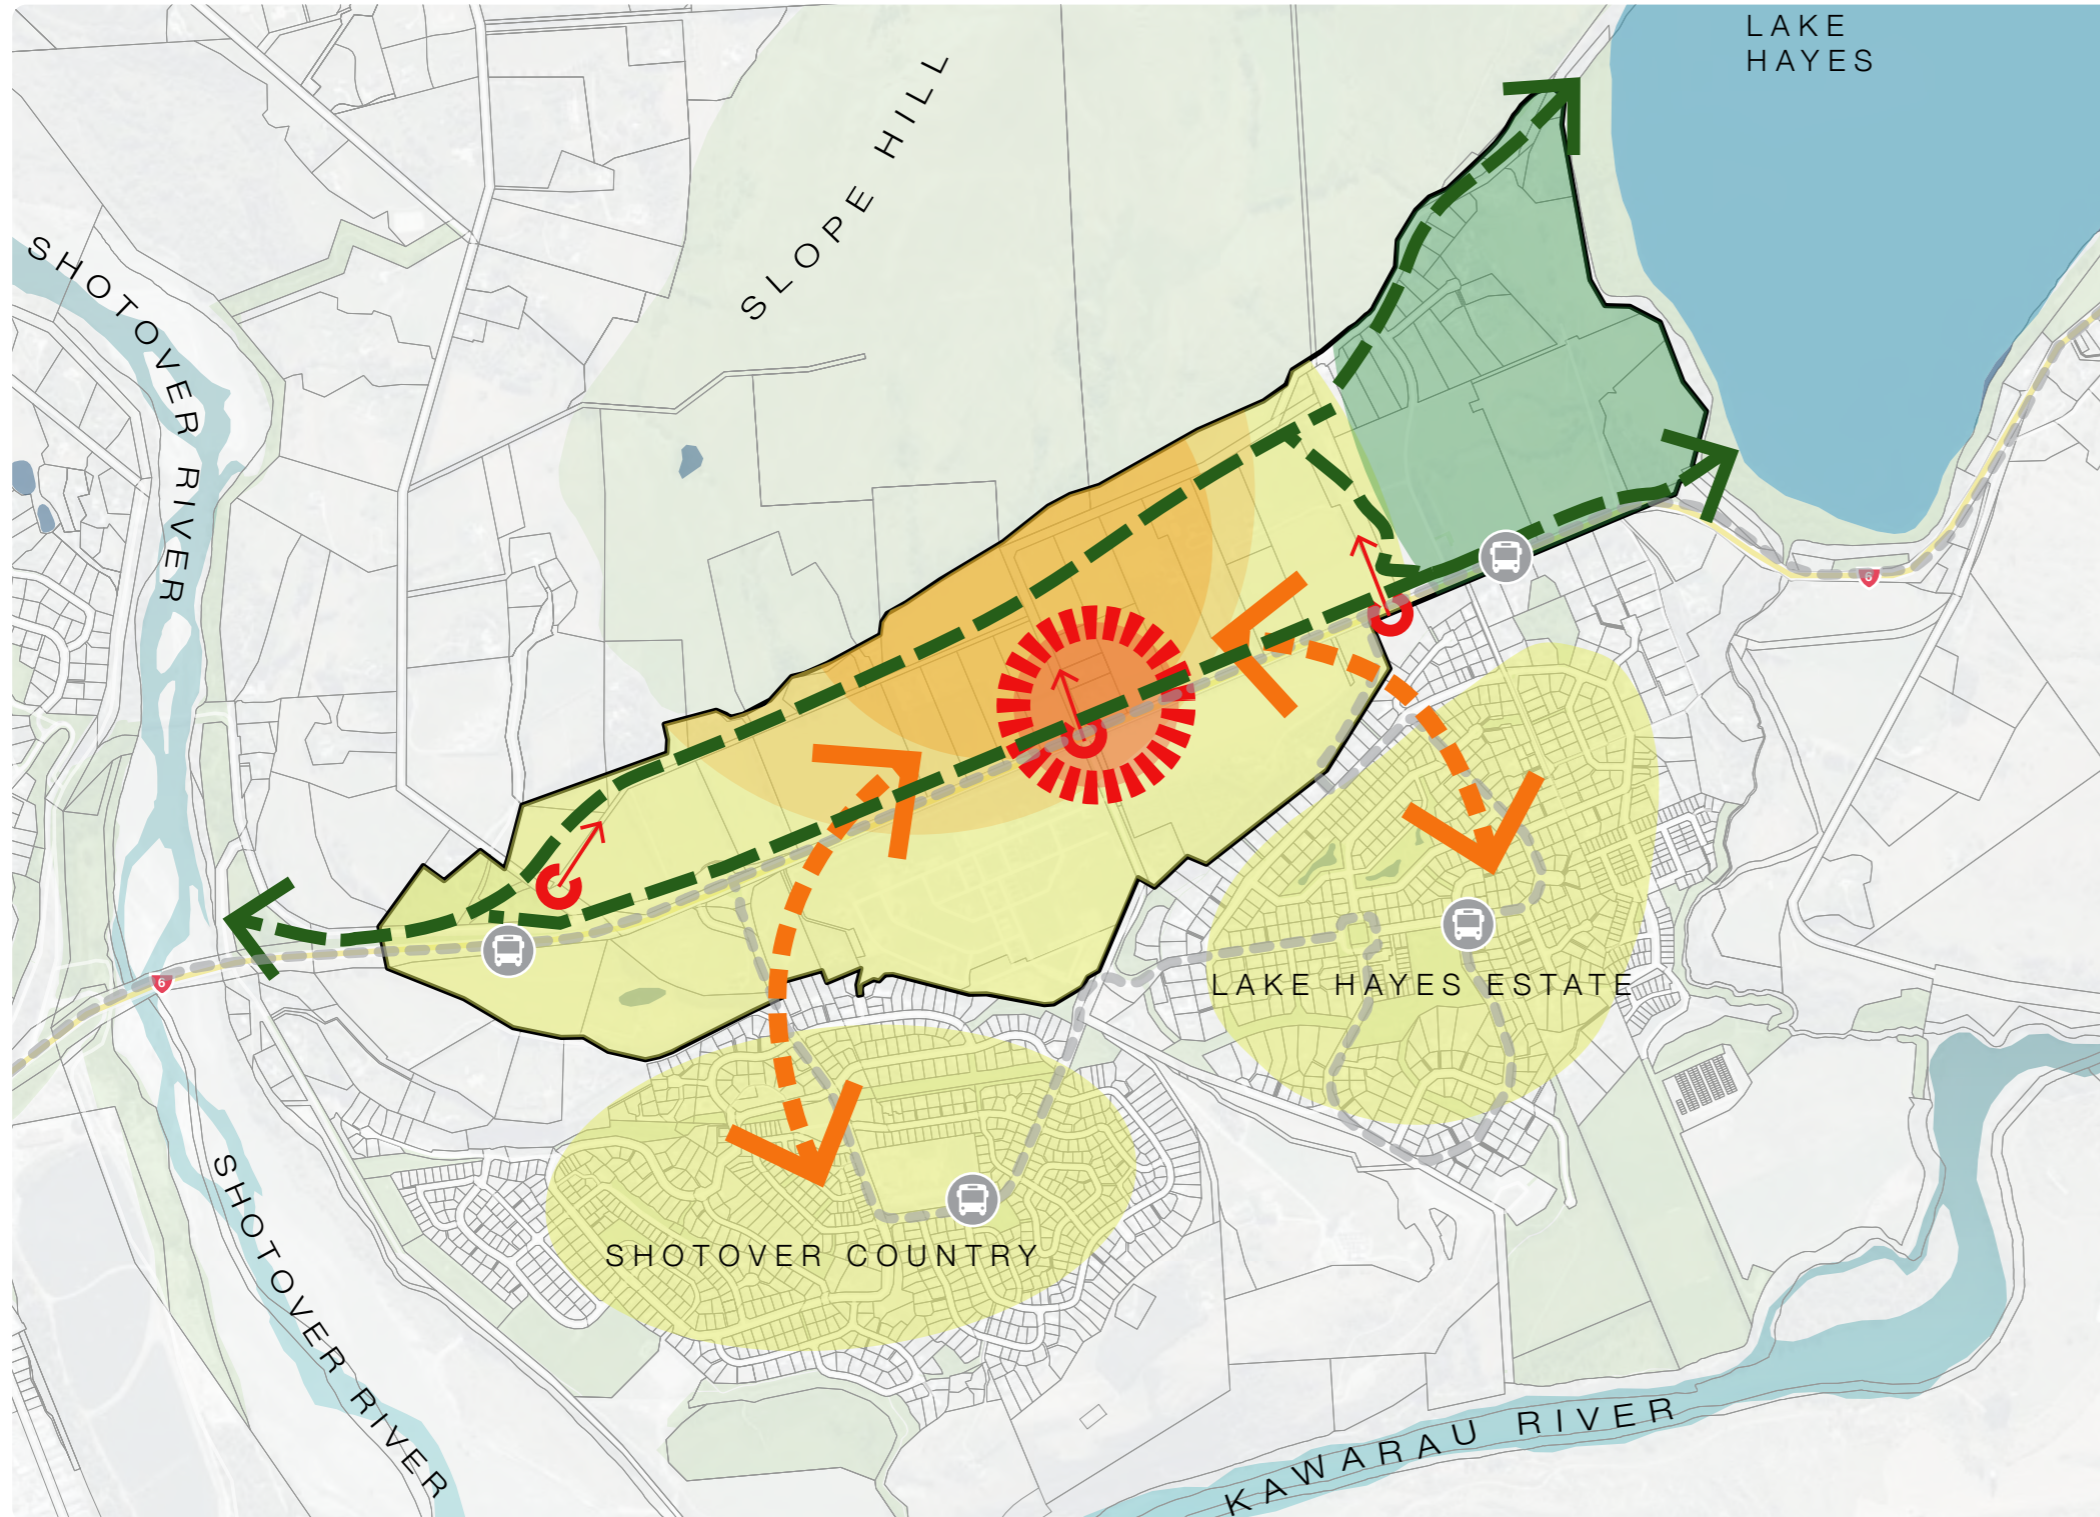 LAKE
HAYES
SLOPE HILL
SHOTOVER RIVER
6
6
LAKE HAYES ESTATE
SHOTOVER COUNTRY
SHOTOVER RIVER
KAWARAU RIVER